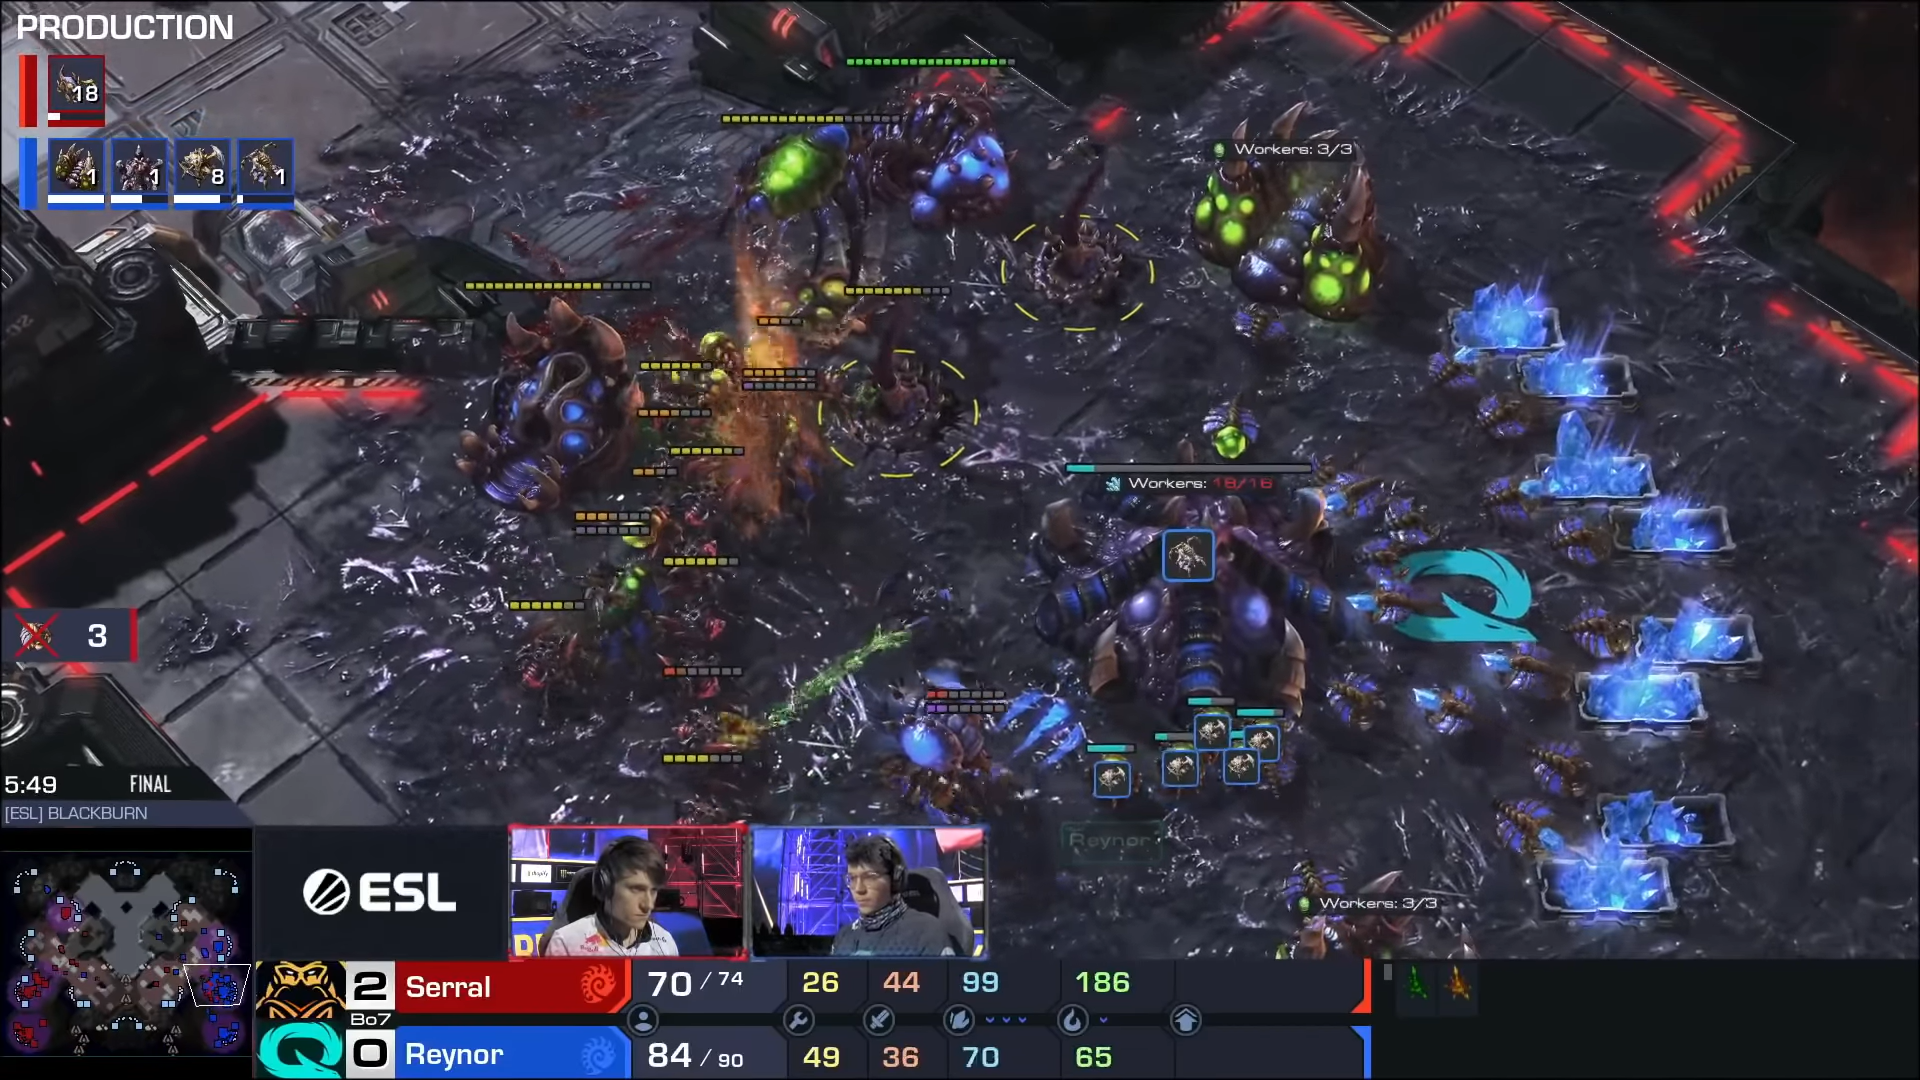 PRODUCTION
18
1 1 8 1
Workers: 3/3
Workers: 18/16
3
5:49 FINAL
[ESL] BLACKBURN
Reynor
Workers: 3/3
ESL
2 Serral 70 / 74 26 44 99 186
Bo7
0 Reynor 84 / 90 49 36 70 65